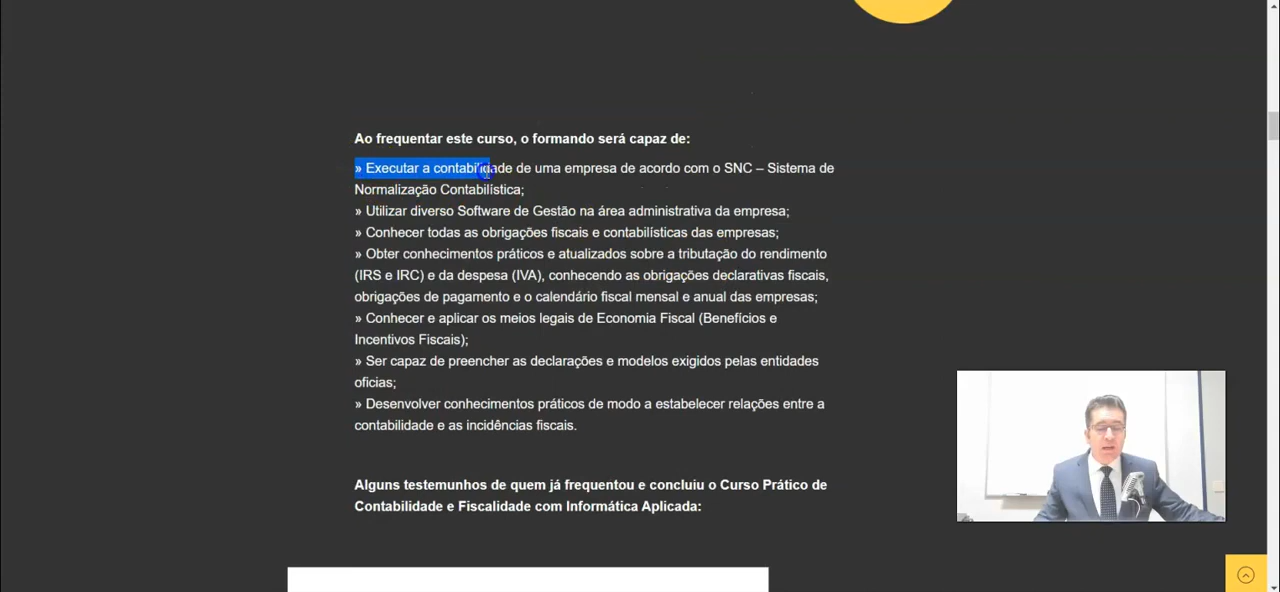 Ao frequentar este curso, o formando será capaz de:
» Executar a contabilidade de uma empresa de acordo com o SNC – Sistema de
Normalização Contabilística;
» Utilizar diverso Software de Gestão na área administrativa da empresa;
» Conhecer todas as obrigações fiscais e contabilísticas das empresas;
» Obter conhecimentos práticos e atualizados sobre a tributação do rendimento
(IRS e IRC) e da despesa (IVA), conhecendo as obrigações declarativas fiscais,
obrigações de pagamento e o calendário fiscal mensal e anual das empresas;
» Conhecer e aplicar os meios legais de Economia Fiscal (Benefícios e
Incentivos Fiscais);
» Ser capaz de preencher as declarações e modelos exigidos pelas entidades
oficias;
» Desenvolver conhecimentos práticos de modo a estabelecer relações entre a
contabilidade e as incidências fiscais.
Alguns testemunhos de quem já frequentou e concluiu o Curso Prático de
Contabilidade e Fiscalidade com Informática Aplicada: